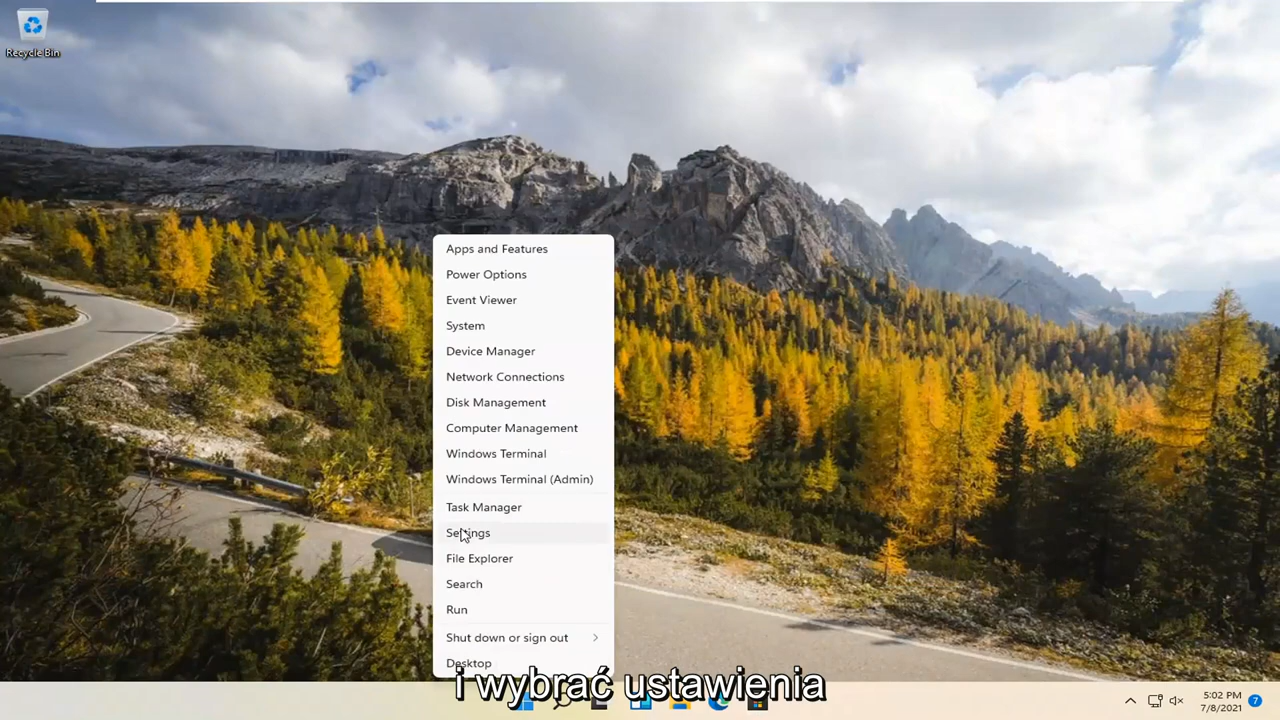 Recycle Bin
Apps and Features
Power Options
Event Viewer
System
Device Manager
Network Connections
Disk Management
Computer Management
Windows Terminal
Windows Terminal (Admin)
Task Manager
Settings
File Explorer
Search
Run
Shut down or sign out
Desktop
i wybrać ustawienia
5:02 PM
7/8/2021
7